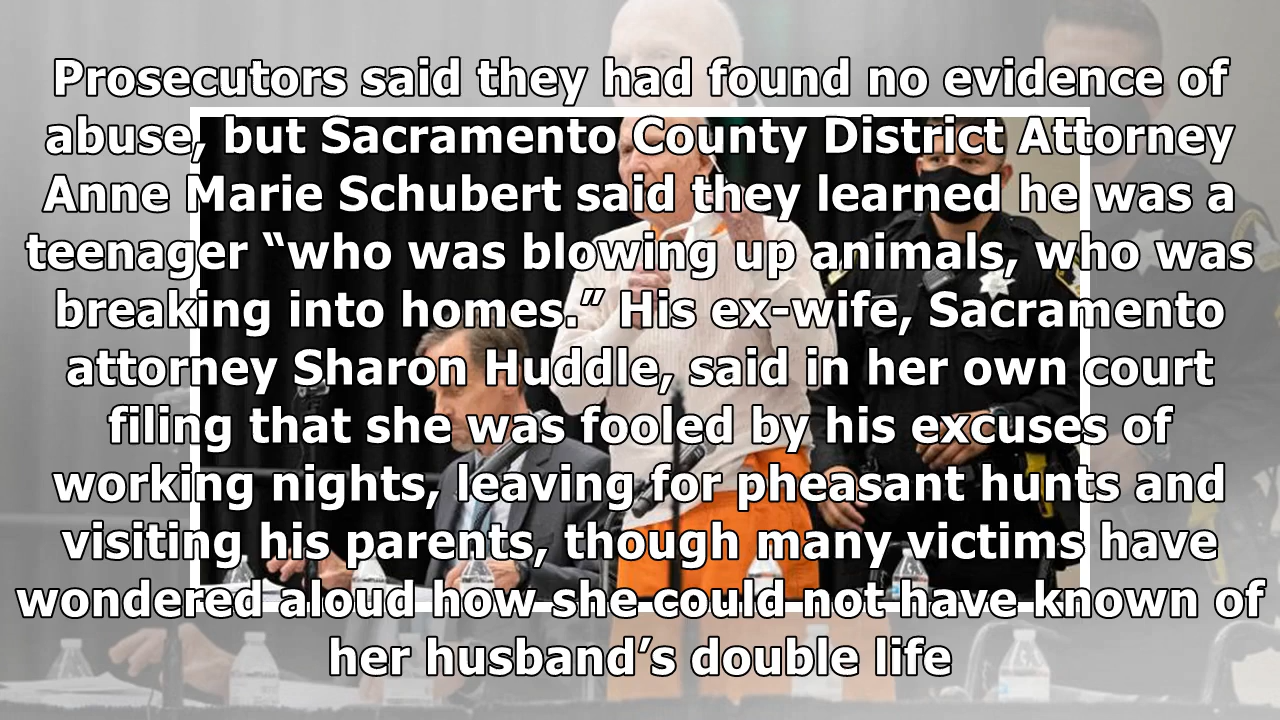 Prosecutors said they had found no evidence of
abuse, but Sacramento County District Attorney
Anne Marie Schubert said they learned he was a
teenager “who was blowing up animals, who was
breaking into homes.” His ex-wife, Sacramento
attorney Sharon Huddle, said in her own court
filing that she was fooled by his excuses of
working nights, leaving for pheasant hunts and
visiting his parents, though many victims have
wondered aloud how she could not have known of
her husband’s double life